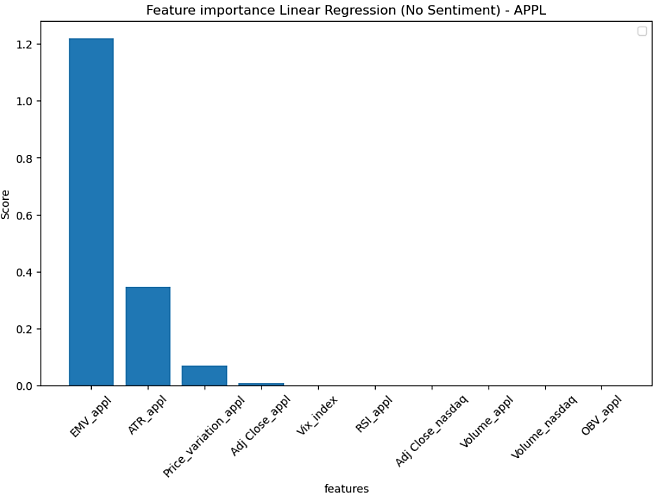 Feature importance Linear Regression (No Sentiment) - APPL
1.2
1.0
0.8
0.6
0.4
0.2
0.0
Score
EMV_appl
ATR_appl
Price_variation_appl
Adj Close_appl
Vix_index
RSI_appl
Adj Close_nasdaq
Volume_appl
Volume_nasdaq
OBV_appl
features